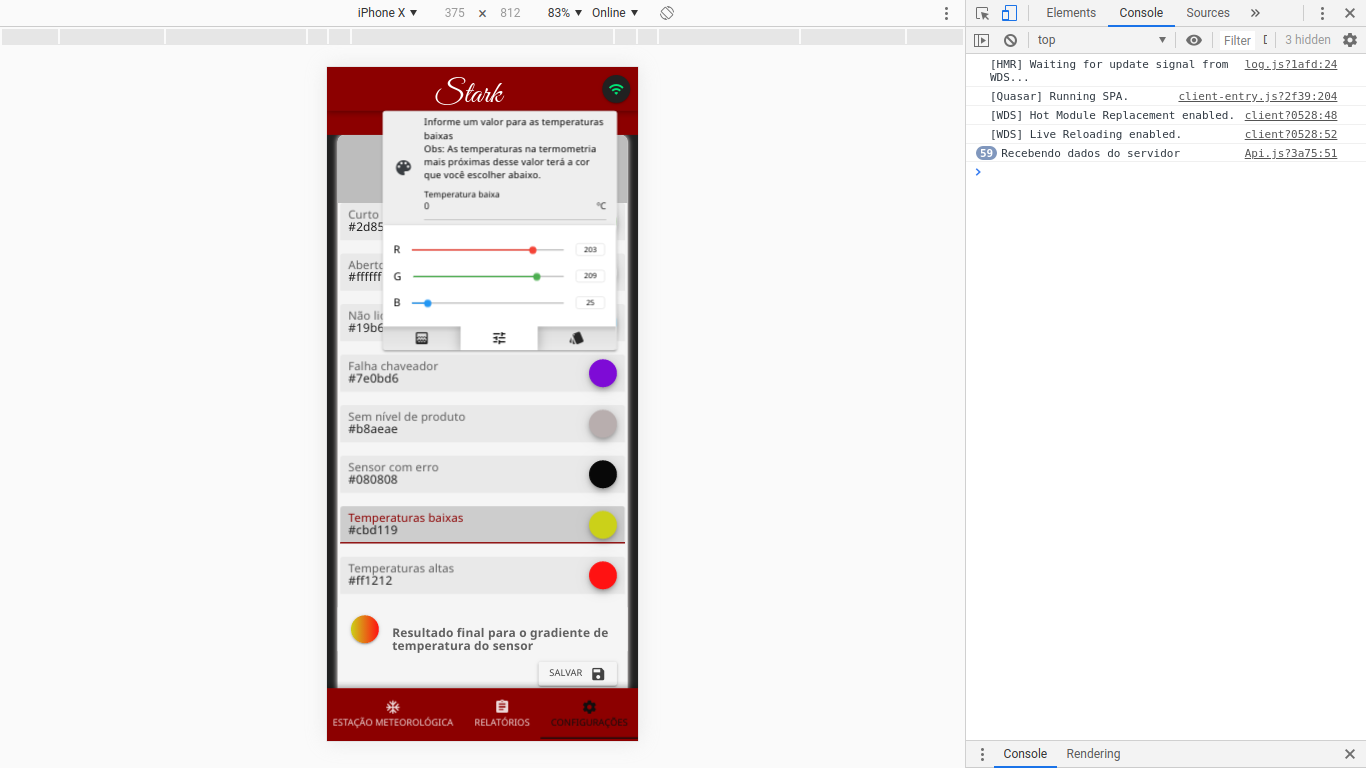 iPhone X 375 × 812 83% Online
Elements Console Sources
top Filter 3 hidden
[HMR] Waiting for update signal from WDS... log.js?1afd:24
[Quasar] Running SPA. client-entry.js?2f39:204
[WDS] Hot Module Replacement enabled. client?0528:48
[WDS] Live Reloading enabled. client?0528:52
59 Recebendo dados do servidor Api.js?3a75:51
Stark
Informe um valor para as temperaturas
baixas
Obs: As temperaturas na termometria
mais próximas desse valor terá a cor
que você escolher abaixo.
Temperatura baixa
0 °C
R 203
G 209
B 25
Curto
#2d85
Aberto
#ffffff
Não lig
#19b6
Falha chaveador
#7e0bd6
Sem nível de produto
#b8aeae
Sensor com erro
#080808
Temperaturas baixas
#cbd119
Temperaturas altas
#ff1212
Resultado final para o gradiente de
temperatura do sensor
SALVAR
ESTAÇÃO METEOROLÓGICA RELATÓRIOS CONFIGURAÇÕES
Console Rendering